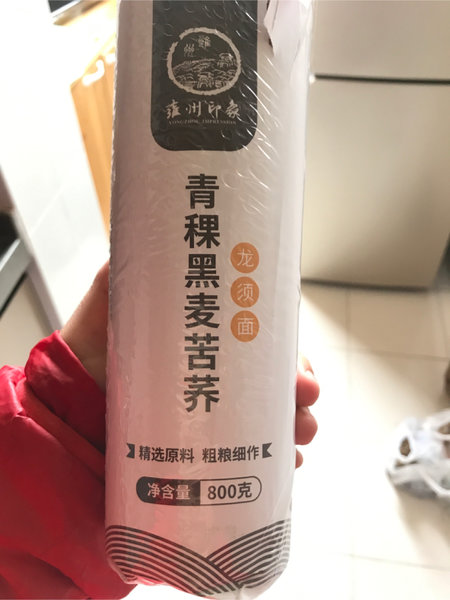 雍州印象
YONGZHOU IMPRESSION
青稞黑麦苦荞
龙须面
精选原料 粗粮细作
净含量 800克